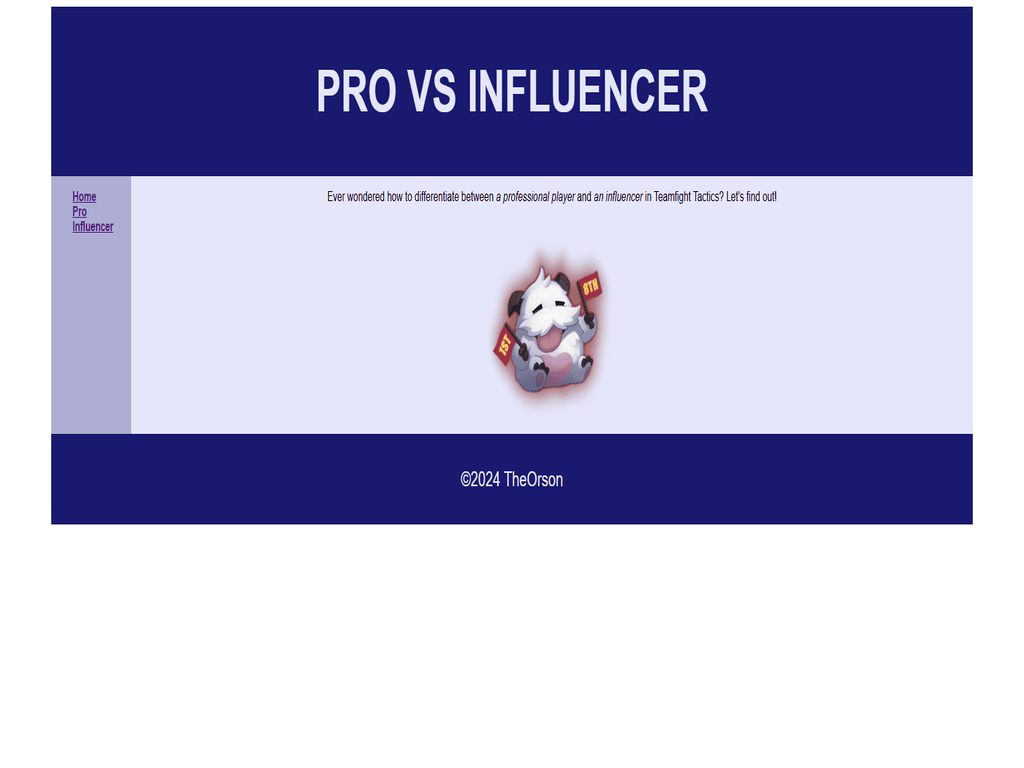 PRO VS INFLUENCER
Home
Pro
Influencer
Ever wondered how to differentiate between a professional player and an influencer in Teamfight Tactics? Let's find out!
8TH
1ST
©2024 TheOrson